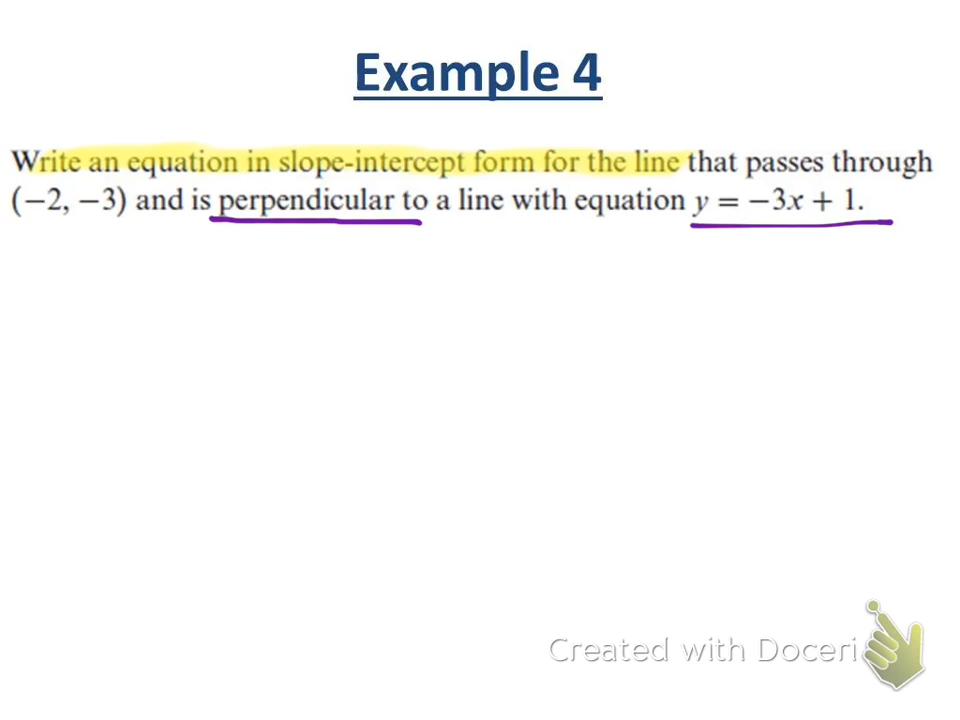 Example 4
Write an equation in slope-intercept form for the line that passes through
(−2, −3) and is perpendicular to a line with equation y = −3x + 1.
Created with Doceri